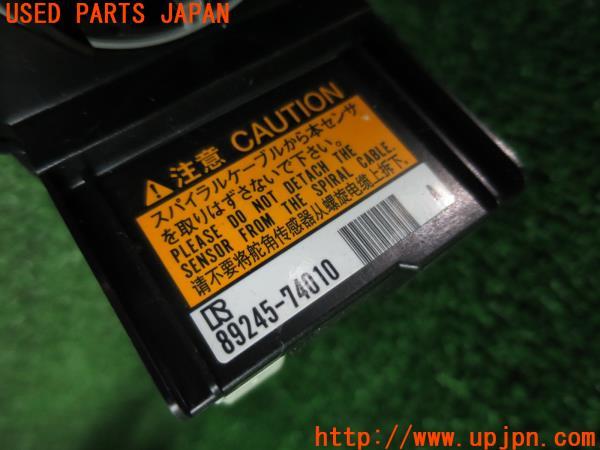 USED PARTS JAPAN
注意 CAUTION
スパイラルケーブルから本センサ
を取りはずさないで下さい。
PLEASE DO NOT DETACH THE
SENSOR FROM THE SPIRAL CABLE.
请不要将舵角传感器从螺旋电缆上拆下。
89245-74010
A
http://www.upjpn.com/